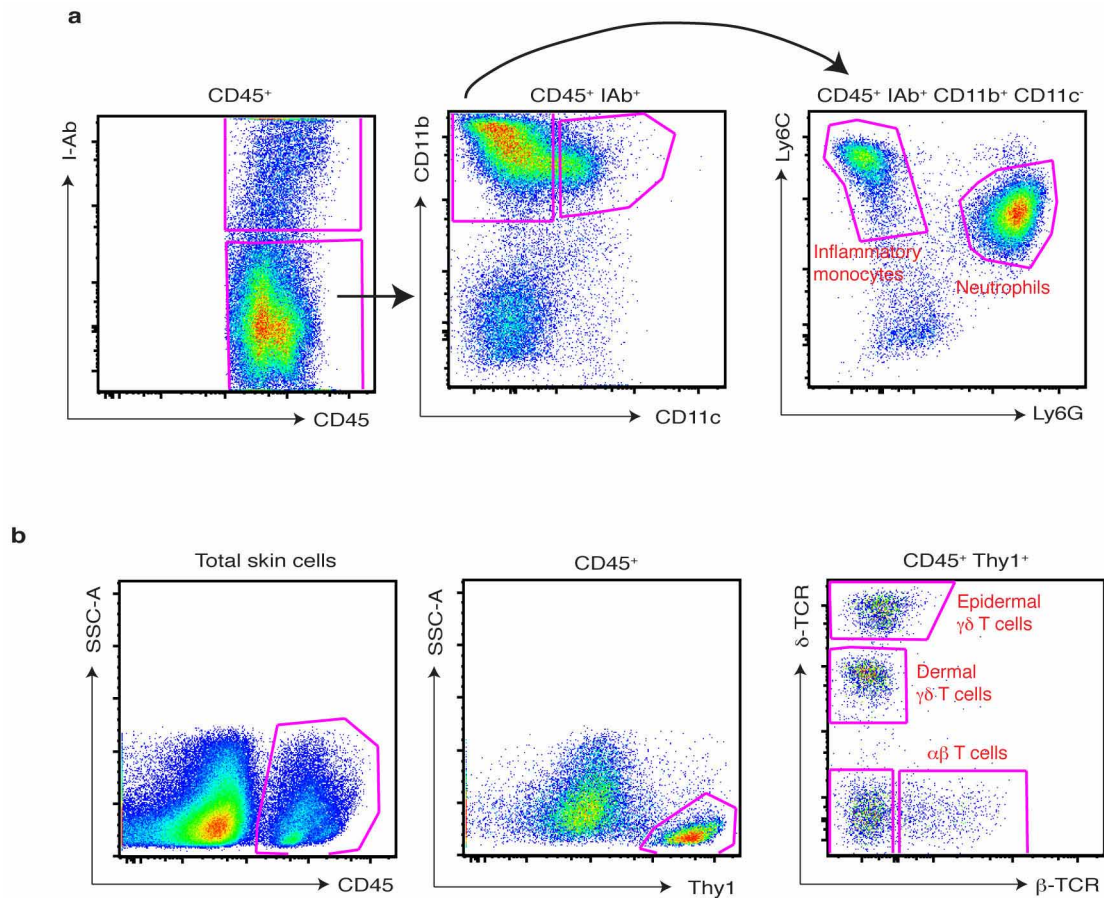 a
CD45⁺
I-Ab
CD45
CD45⁺ IAb⁺
CD11b
CD11c
CD45⁺ IAb⁺ CD11b⁺ CD11c⁻
Ly6C
Inflammatory
monocytes
Neutrophils
Ly6G
b
Total skin cells
SSC-A
CD45
CD45⁺
SSC-A
Thy1
CD45⁺ Thy1⁺
δ-TCR
Epidermal
γδ T cells
Dermal
γδ T cells
αβ T cells
β-TCR